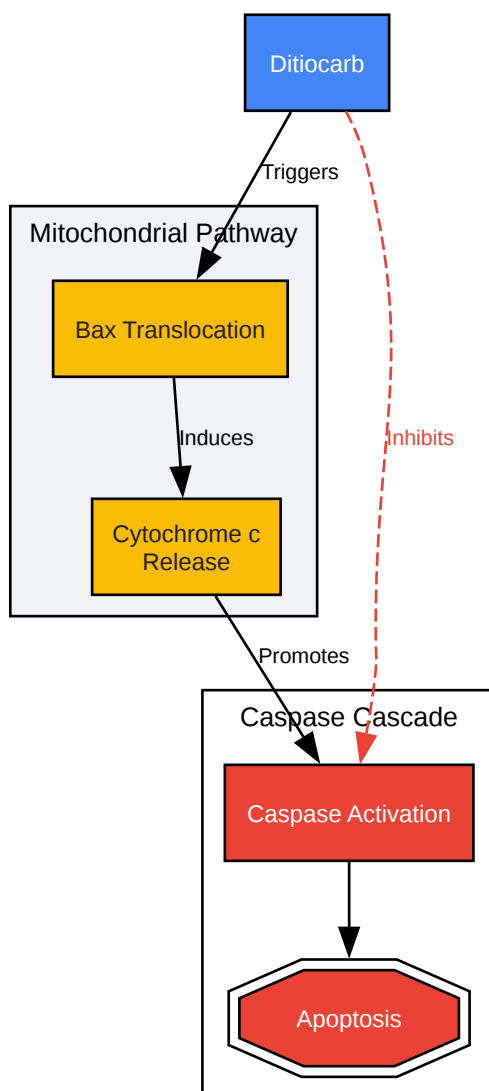 Ditiocarb
Triggers
Mitochondrial Pathway
Bax Translocation
Induces
Inhibits
Cytochrome c
Release
Promotes
Caspase Cascade
Caspase Activation
Apoptosis